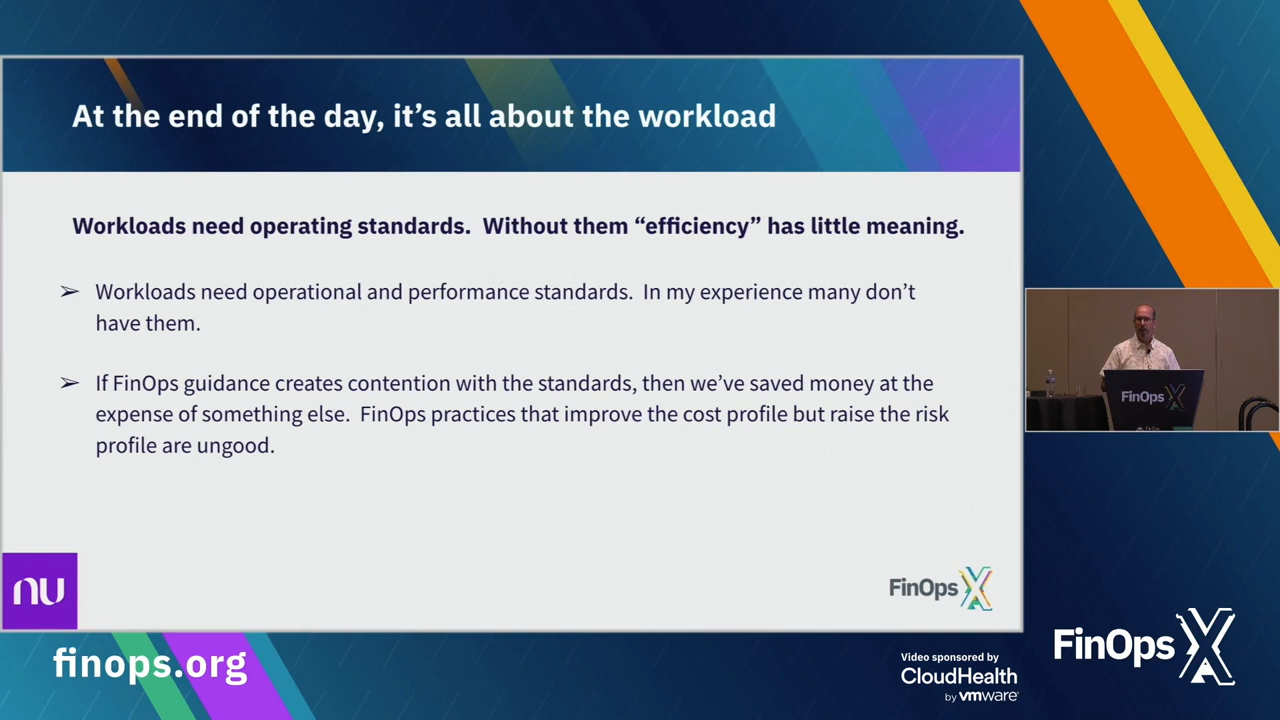 At the end of the day, it’s all about the workload
Workloads need operating standards.  Without them “efficiency” has little meaning.
➢ Workloads need operational and performance standards.  In my experience many don’t
have them.
➢ If FinOps guidance creates contention with the standards, then we’ve saved money at the
expense of something else.  FinOps practices that improve the cost profile but raise the risk
profile are ungood.
nu
FinOps X
FinOps X
finops.org
Video sponsored by
CloudHealth
by vmware
FinOps X